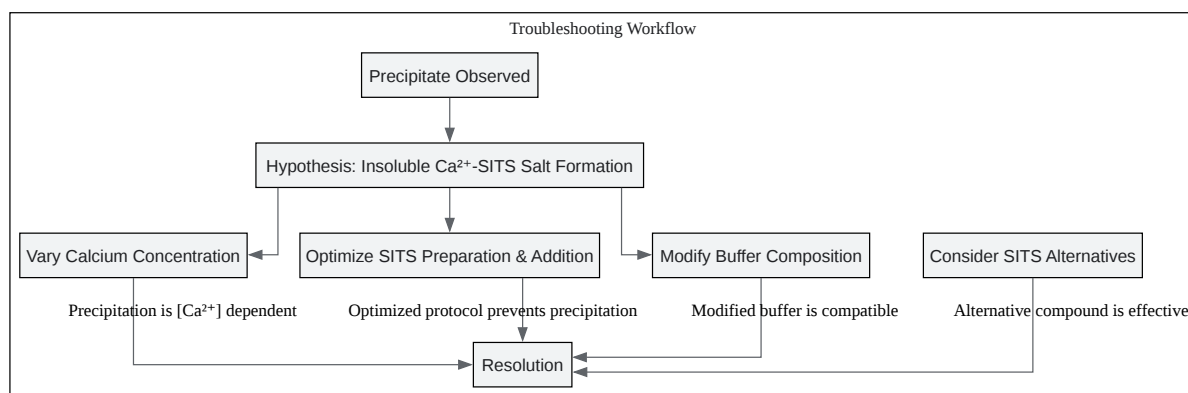 Troubleshooting Workflow
Precipitate Observed
Hypothesis: Insoluble Ca²⁺-SITS Salt Formation
Vary Calcium Concentration
Optimize SITS Preparation & Addition
Modify Buffer Composition
Consider SITS Alternatives
Precipitation is [Ca²⁺] dependent
Optimized protocol prevents precipitation
Modified buffer is compatible
Alternative compound is effective
Resolution